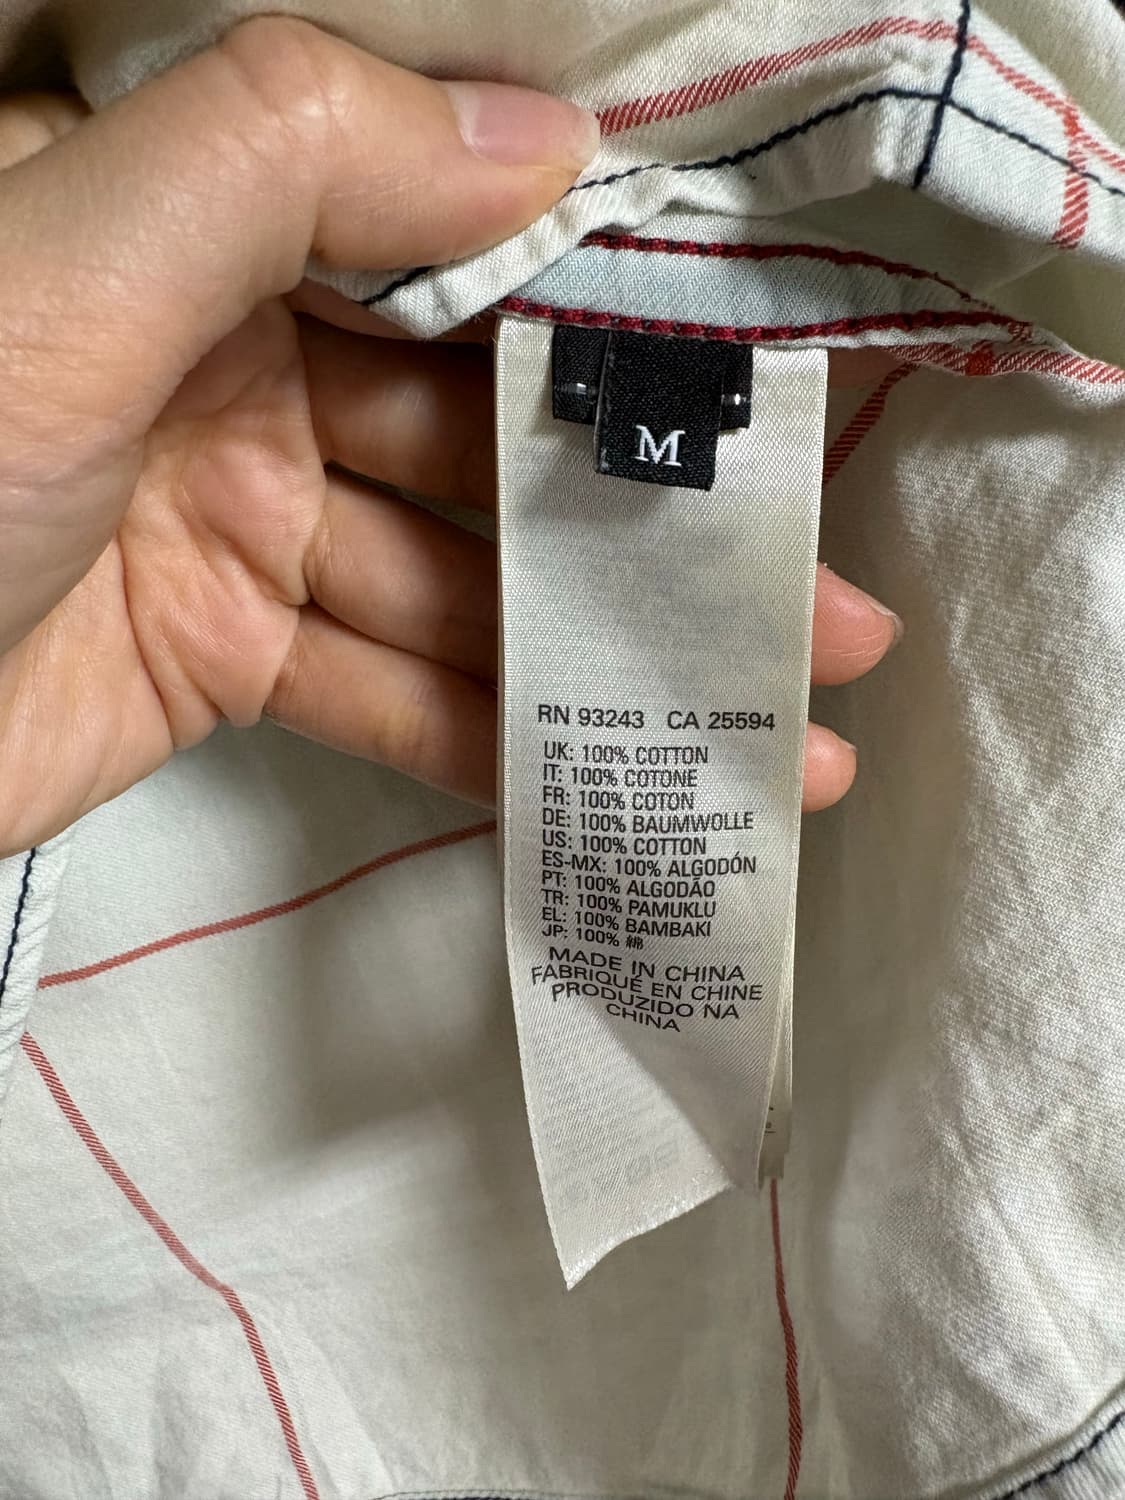 M
RN 93243 CA 25594
UK: 100% COTTON
IT: 100% COTONE
FR: 100% COTON
DE: 100% BAUMWOLLE
US: 100% COTTON
ES-MX: 100% ALGODÓN
PT: 100% ALGODÃO
TR: 100% PAMUKLU
EL: 100% BAMBAKI
JP: 100% 綿
MADE IN CHINA
FABRIQUÉ EN CHINE
PRODUZIDO NA
CHINA